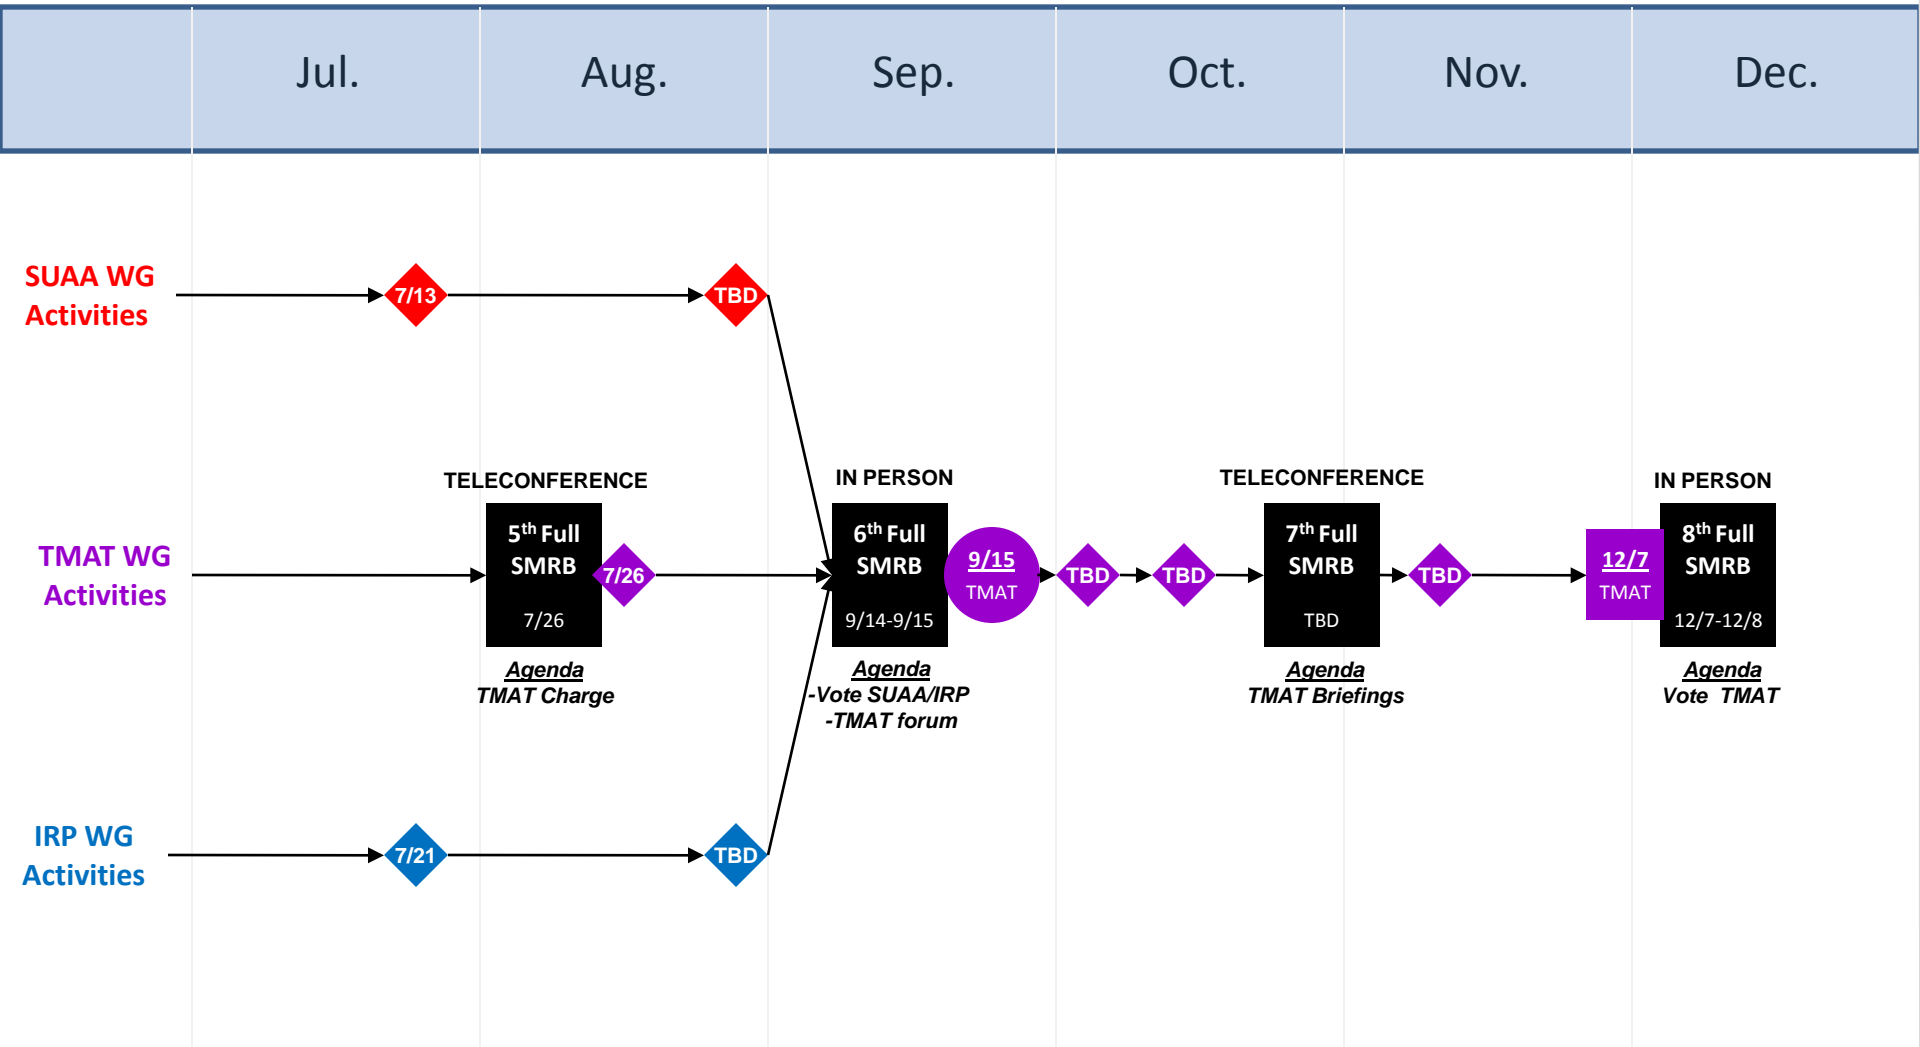 Jul. Aug. Sep. Oct. Nov. Dec.
SUAA WG
Activities
7/13
TBD
TELECONFERENCE
IN PERSON
TELECONFERENCE
IN PERSON
TMAT WG
Activities
5th Full
SMRB
7/26
7/26
6th Full
SMRB
9/14-9/15
9/15
TMAT
TBD
TBD
7th Full
SMRB
TBD
TBD
12/7
TMAT
8th Full
SMRB
12/7-12/8
Agenda
TMAT Charge
Agenda
-Vote SUAA/IRP
-TMAT forum
Agenda
TMAT Briefings
Agenda
Vote TMAT
IRP WG
Activities
7/21
TBD